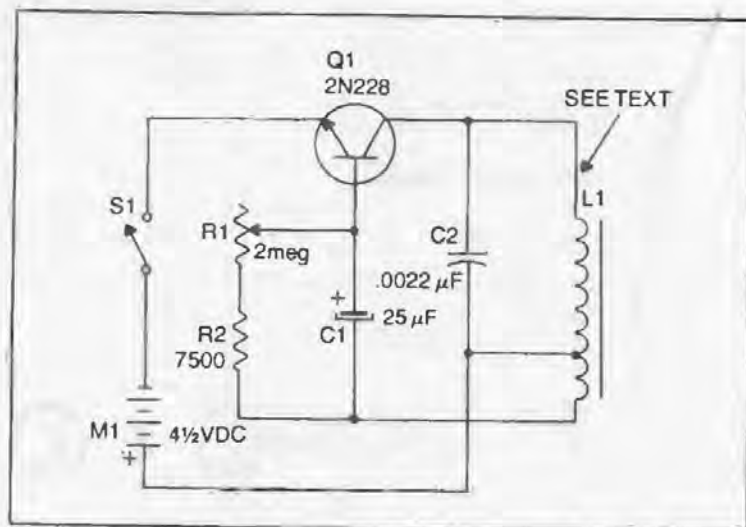 Q1
2N228
SEE TEXT
L1
S1
R1
2meg
C2
.0022 µF
+
25 µF
C1
R2
7500
+
M1
4½VDC
+